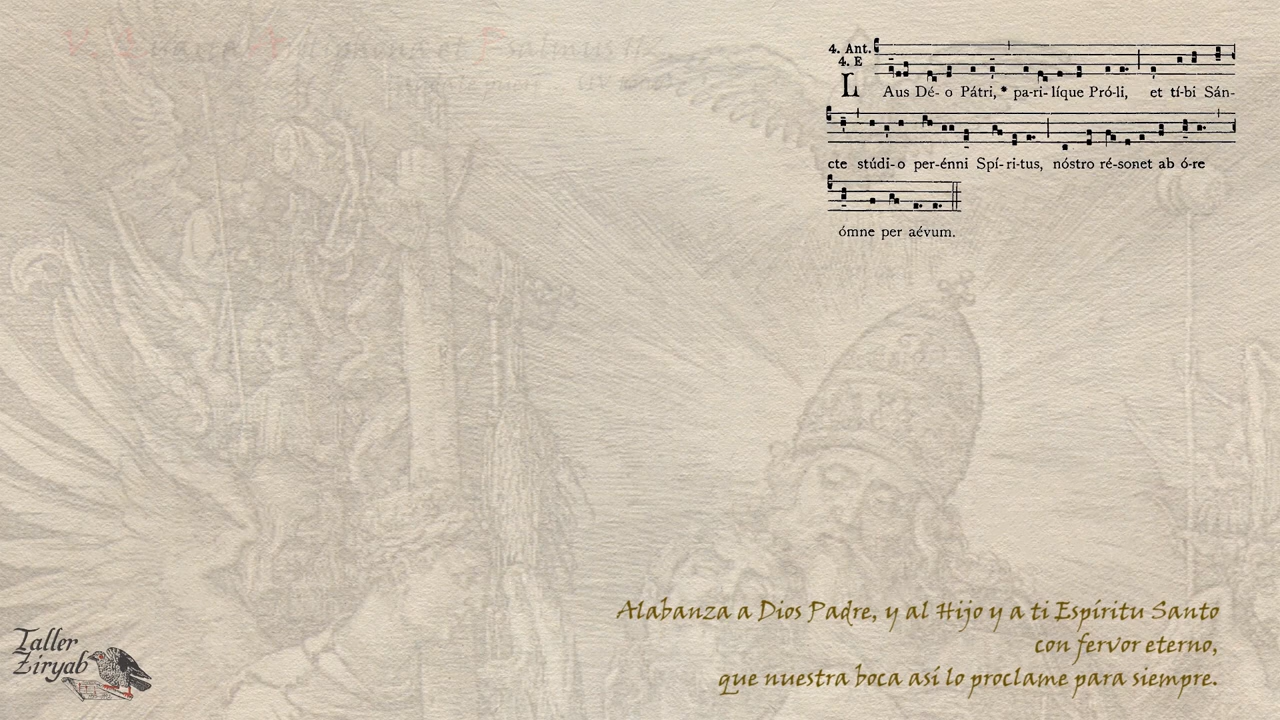 4. Ant.
4. E
LAus Dé- o Pátri, * pa-ri-líque Pró-li, et tí-bi Sán-
cte stúdi-o per-énni Spí-ri-tus, nóstro ré-sonet ab ó-re
ómne per aévum.
Alabanza a Dios Padre, y al Hijo y a ti Espíritu Santo
con fervor eterno,
que nuestra boca así lo proclame para siempre.
Taller
Ziryab